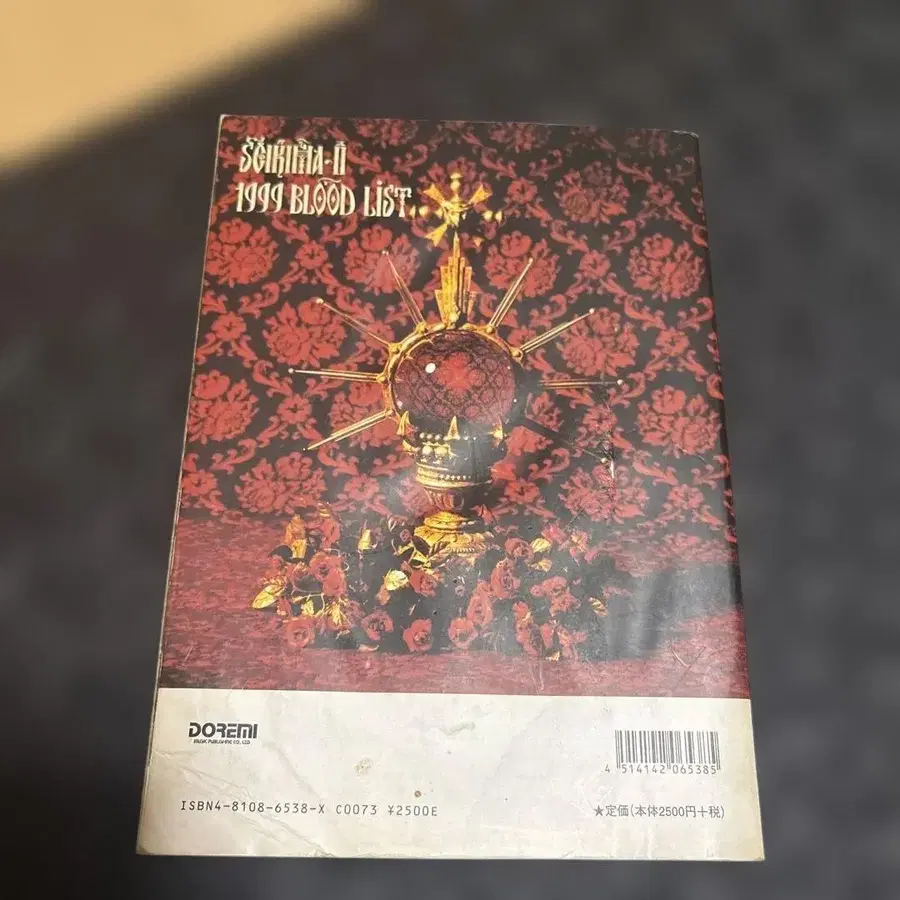 SEIKIMA-II
1999 BLOOD LIST
DOREMI
MUSIC PUBLISHING CO., LTD.
4 514142 065385
ISBN4-8108-6538-X C0073 ¥2500E
★定価(本体2500円+税)